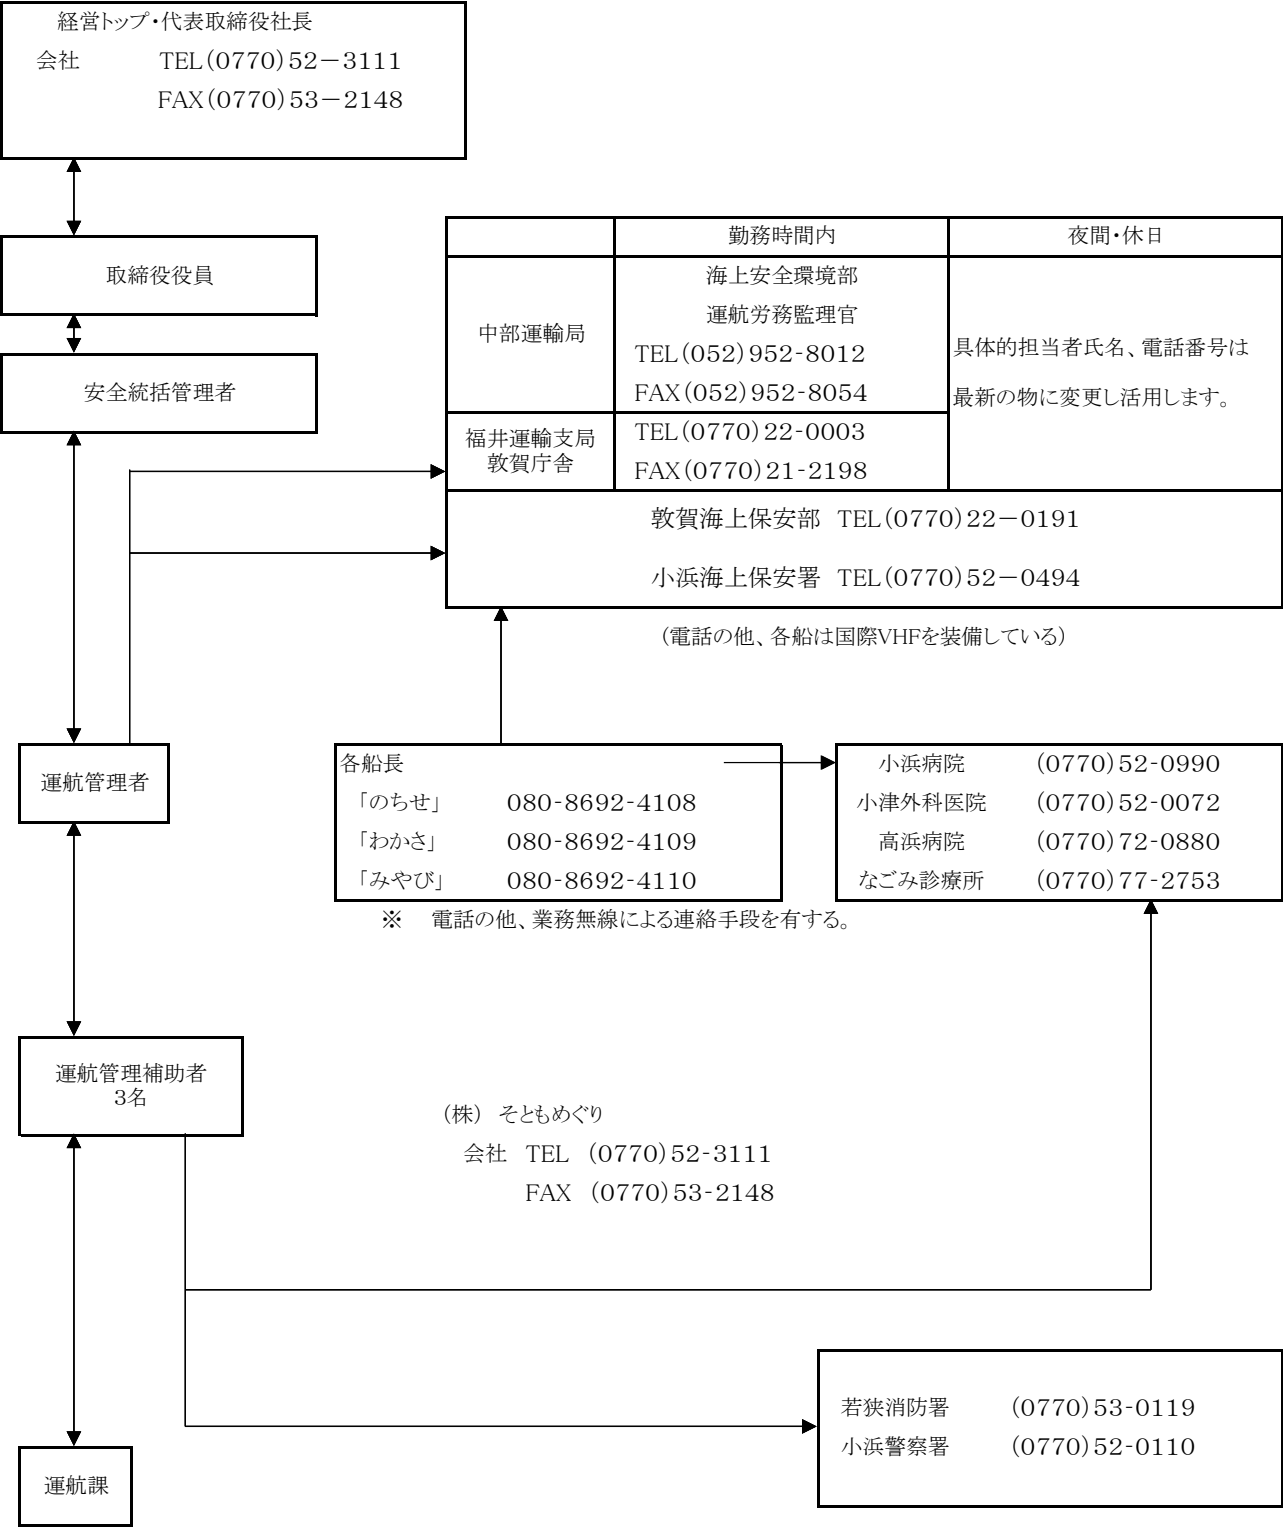 経営トップ・代表取締役社長
会社 TEL(0770)52－3111
FAX(0770)53－2148
取締役役員
安全統括管理者
勤務時間内 夜間・休日
中部運輸局
海上安全環境部
運航労務監理官
TEL(052)952-8012
FAX(052)952-8054
具体的担当者氏名、電話番号は
最新の物に変更し活用します。
福井運輸支局
敦賀庁舎
TEL(0770)22-0003
FAX(0770)21-2198
敦賀海上保安部 TEL(0770)22－0191
小浜海上保安署 TEL(0770)52－0494
（電話の他、各船は国際VHFを装備している）
運航管理者
各船長
「のちせ」 080-8692-4108
「わかさ」 080-8692-4109
「みやび」 080-8692-4110
※ 電話の他、業務無線による連絡手段を有する。
小浜病院 (0770)52-0990
小津外科医院 (0770)52-0072
高浜病院 (0770)72-0880
なごみ診療所 (0770)77-2753
運航管理補助者
3名
（株） そともめぐり
会社 TEL (0770)52-3111
FAX (0770)53-2148
若狭消防署 (0770)53-0119
小浜警察署 (0770)52-0110
運航課